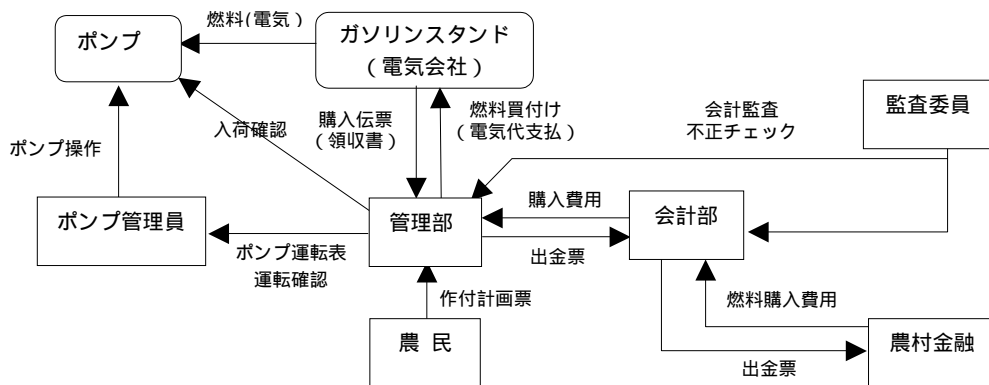 燃料(電気)
ポンプ
ガソリンスタンド
(電気会社)
監査委員
入荷確認
購入伝票
(領収書)
燃料買付け
(電気代支払)
会計監査
不正チェック
ポンプ操作
ポンプ管理員
管理部
購入費用
会計部
ポンプ運転表
運転確認
出金票
作付計画票
燃料購入費用
農 民
農村金融
出金票